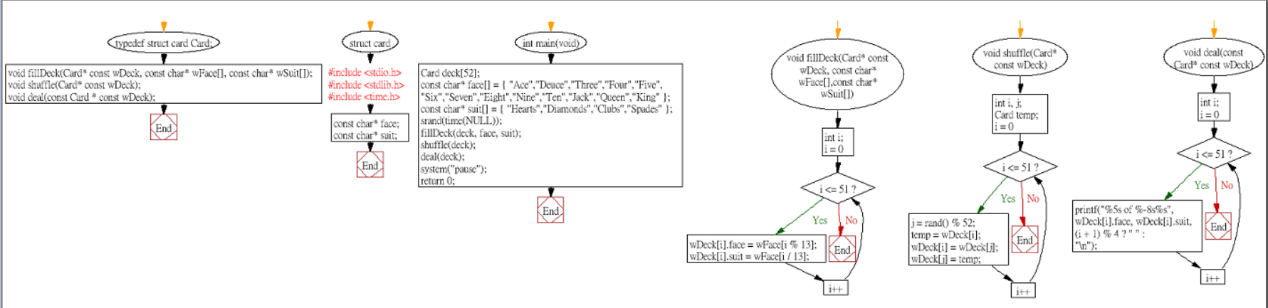 typedef struct card Card;
void fillDeck(Card* const wDeck, const char* wFace[], const char* wSuit[]);
void shuffle(Card* const wDeck);
void deal(const Card * const wDeck);
End
struct card
#include <stdio.h>
#include <stdlib.h>
#include <time.h>
const char* face;
const char* suit;
End
int main(void)
Card deck[52];
const char* face[] = { "Ace","Deuce","Three","Four","Five",
"Six","Seven","Eight","Nine","Ten","Jack","Queen","King" };
const char* suit[] = { "Hearts","Diamonds","Clubs","Spades" };
srand(time(NULL));
fillDeck(deck, face, suit);
shuffle(deck);
deal(deck);
system("pause");
return 0;
End
void fillDeck(Card* const
wDeck, const char*
wFace[],const char*
wSuit[])
int i;
i = 0
i <= 51 ?
Yes
No
wDeck[i].face = wFace[i % 13];
wDeck[i].suit = wFace[i / 13];
End
i++
void shuffle(Card*
const wDeck)
int i, j;
Card temp;
i = 0
i <= 51 ?
Yes
No
j = rand() % 52;
temp = wDeck[i];
wDeck[i] = wDeck[j];
wDeck[j] = temp;
End
i++
void deal(const
Card* const wDeck)
int i;
i = 0
i <= 51 ?
Yes
No
printf("%5s of %-8s%s",
wDeck[i].face, wDeck[i].suit,
(i + 1) % 4 ? " " :
"\n");
End
i++